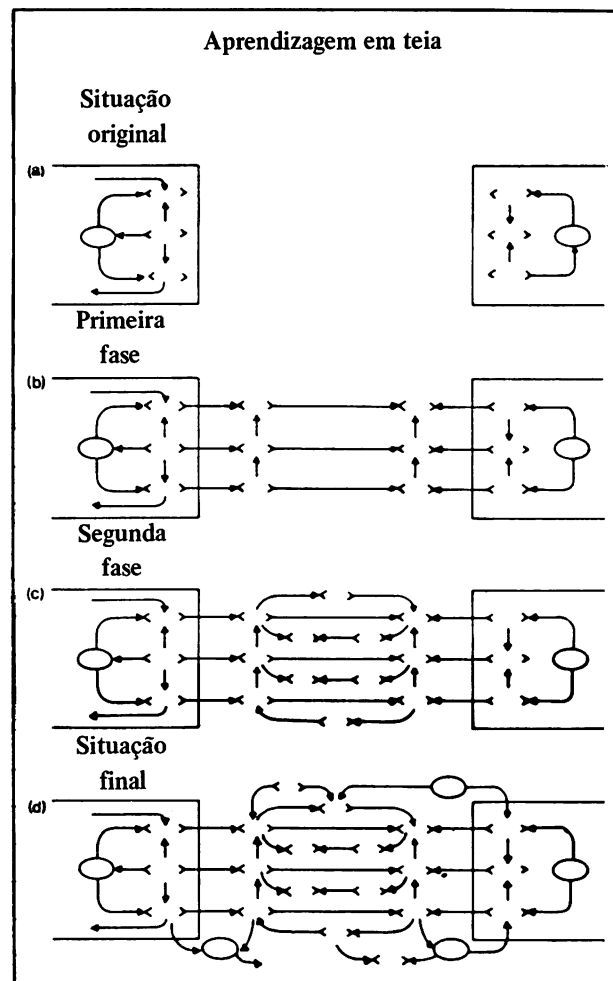 Aprendizagem em teia
Situação
original
(a)
Primeira
fase
(b)
Segunda
fase
(c)
Situação
final
(d)